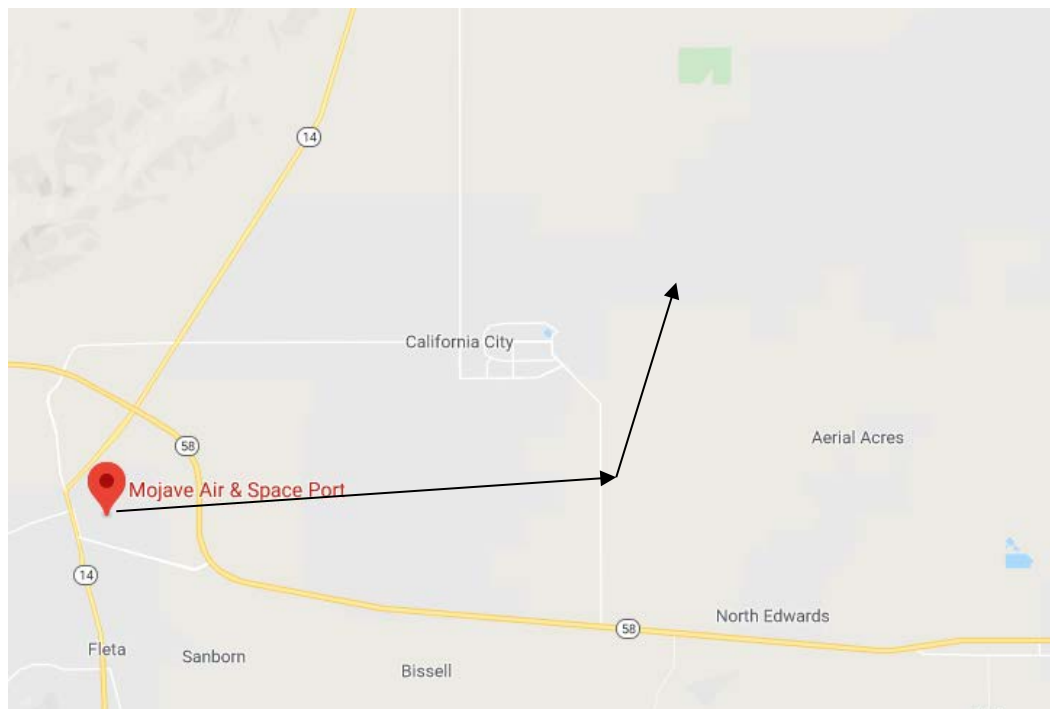 14
California City
Aerial Acres
58
Mojave Air & Space Port
14
North Edwards
58
Fleta
Sanborn
Bissell